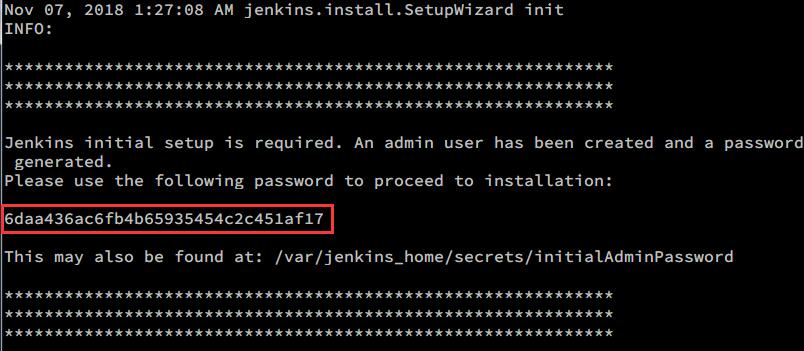 Nov 07, 2018 1:27:08 AM jenkins.install.SetupWizard init
INFO:
*************************************************************
*************************************************************
*************************************************************
Jenkins initial setup is required. An admin user has been created and a password
generated.
Please use the following password to proceed to installation:
6daa436ac6fb4b65935454c2c451af17
This may also be found at: /var/jenkins_home/secrets/initialAdminPassword
*************************************************************
*************************************************************
*************************************************************